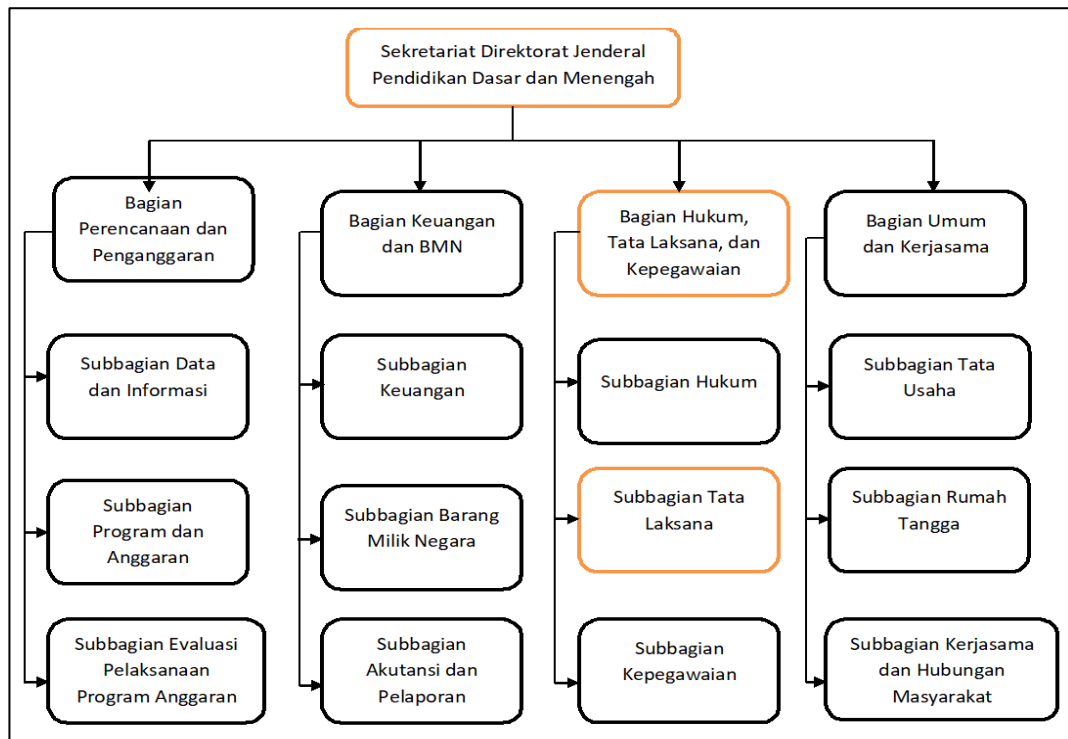 Sekretariat Direktorat Jenderal
Pendidikan Dasar dan Menengah
Bagian
Perencanaan dan
Penganggaran
Bagian Keuangan
dan BMN
Bagian Hukum,
Tata Laksana, dan
Kepegawaian
Bagian Umum
dan Kerjasama
Subbagian Data
dan Informasi
Subbagian
Keuangan
Subbagian Hukum
Subbagian Tata
Usaha
Subbagian
Program dan
Anggaran
Subbagian Barang
Milik Negara
Subbagian Tata
Laksana
Subbagian Rumah
Tangga
Subbagian Evaluasi
Pelaksanaan
Program Anggaran
Subbagian
Akutansi dan
Pelaporan
Subbagian
Kepegawaian
Subbagian Kerjasama
dan Hubungan
Masyarakat